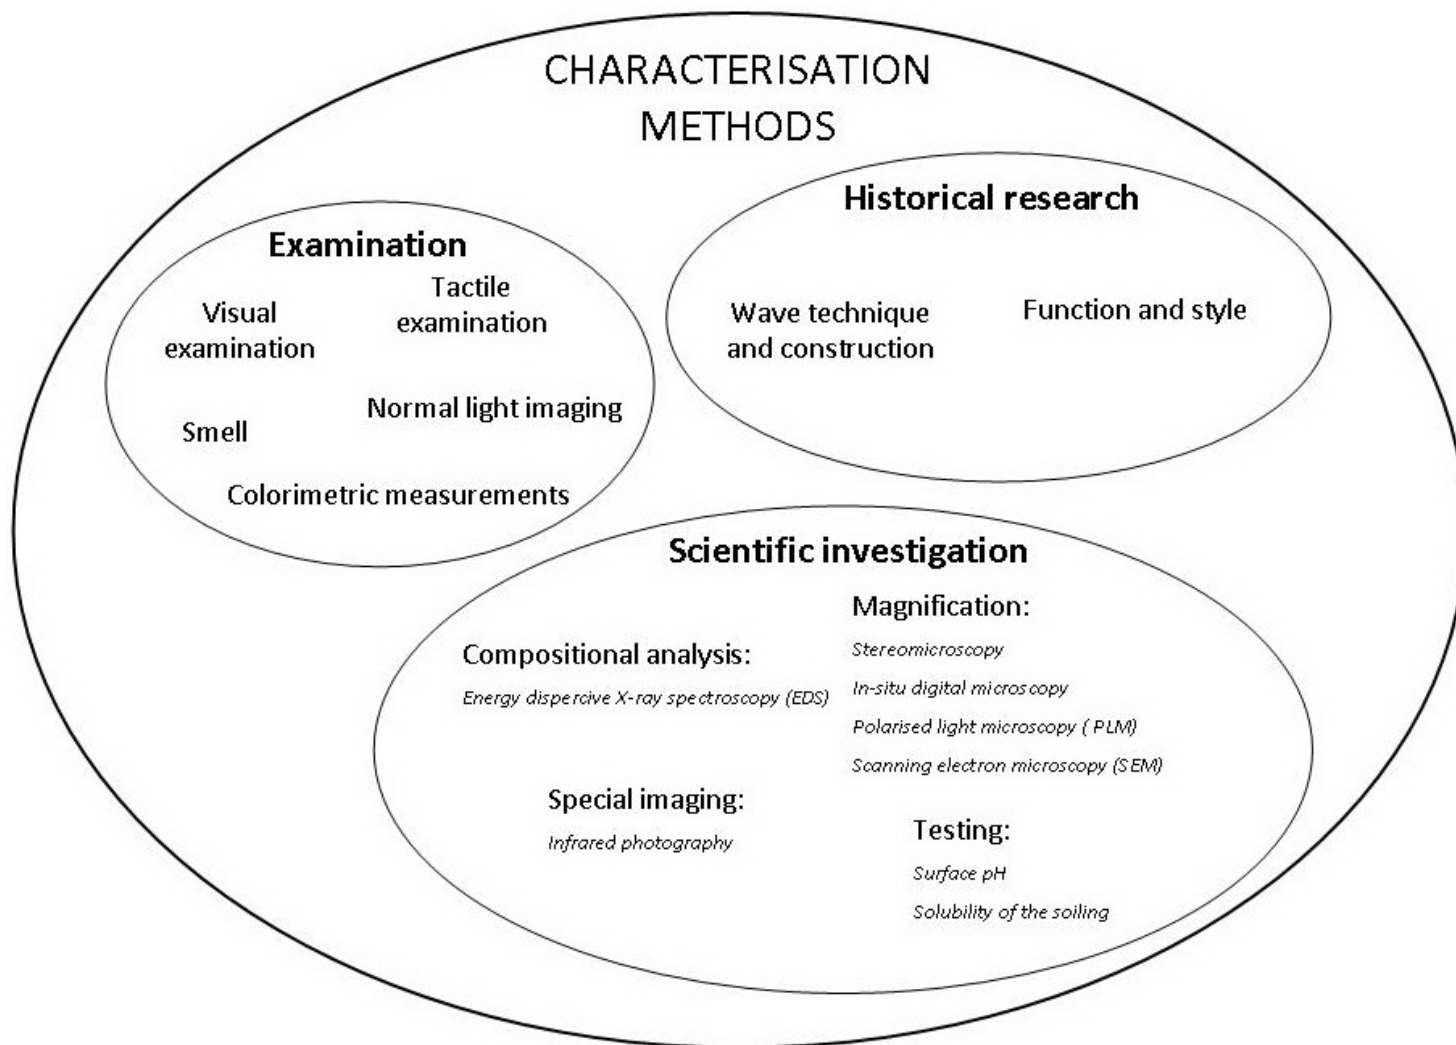 CHARACTERISATION
METHODS
Examination
Visual
examination
Tactile
examination
Smell
Normal light imaging
Colorimetric measurements
Historical research
Wave technique
and construction
Function and style
Scientific investigation
Compositional analysis:
Energy dispercive X-ray spectroscopy (EDS)
Magnification:
Stereomicroscopy
In-situ digital microscopy
Polarised light microscopy ( PLM)
Scanning electron microscopy (SEM)
Special imaging:
Infrared photography
Testing:
Surface pH
Solubility of the soiling